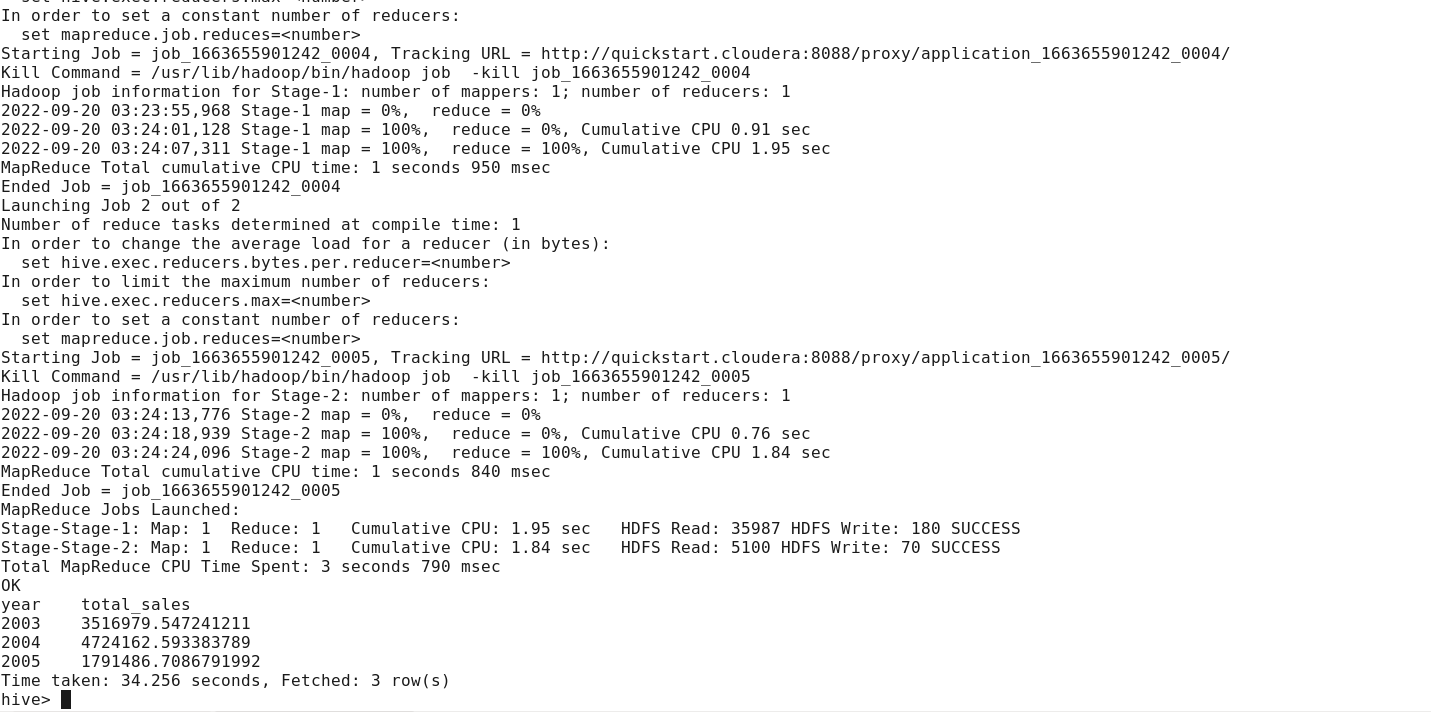 set hive.exec.reducers.max=<number>
In order to set a constant number of reducers:
  set mapreduce.job.reduces=<number>
Starting Job = job_1663655901242_0004, Tracking URL = http://quickstart.cloudera:8088/proxy/application_1663655901242_0004/
Kill Command = /usr/lib/hadoop/bin/hadoop job  -kill job_1663655901242_0004
Hadoop job information for Stage-1: number of mappers: 1; number of reducers: 1
2022-09-20 03:23:55,968 Stage-1 map = 0%,  reduce = 0%
2022-09-20 03:24:01,128 Stage-1 map = 100%,  reduce = 0%, Cumulative CPU 0.91 sec
2022-09-20 03:24:07,311 Stage-1 map = 100%,  reduce = 100%, Cumulative CPU 1.95 sec
MapReduce Total cumulative CPU time: 1 seconds 950 msec
Ended Job = job_1663655901242_0004
Launching Job 2 out of 2
Number of reduce tasks determined at compile time: 1
In order to change the average load for a reducer (in bytes):
  set hive.exec.reducers.bytes.per.reducer=<number>
In order to limit the maximum number of reducers:
  set hive.exec.reducers.max=<number>
In order to set a constant number of reducers:
  set mapreduce.job.reduces=<number>
Starting Job = job_1663655901242_0005, Tracking URL = http://quickstart.cloudera:8088/proxy/application_1663655901242_0005/
Kill Command = /usr/lib/hadoop/bin/hadoop job  -kill job_1663655901242_0005
Hadoop job information for Stage-2: number of mappers: 1; number of reducers: 1
2022-09-20 03:24:13,776 Stage-2 map = 0%,  reduce = 0%
2022-09-20 03:24:18,939 Stage-2 map = 100%,  reduce = 0%, Cumulative CPU 0.76 sec
2022-09-20 03:24:24,096 Stage-2 map = 100%,  reduce = 100%, Cumulative CPU 1.84 sec
MapReduce Total cumulative CPU time: 1 seconds 840 msec
Ended Job = job_1663655901242_0005
MapReduce Jobs Launched:
Stage-Stage-1: Map: 1  Reduce: 1   Cumulative CPU: 1.95 sec   HDFS Read: 35987 HDFS Write: 180 SUCCESS
Stage-Stage-2: Map: 1  Reduce: 1   Cumulative CPU: 1.84 sec   HDFS Read: 5100 HDFS Write: 70 SUCCESS
Total MapReduce CPU Time Spent: 3 seconds 790 msec
OK
year    total_sales
2003    3516979.547241211
2004    4724162.593383789
2005    1791486.7086791992
Time taken: 34.256 seconds, Fetched: 3 row(s)
hive>